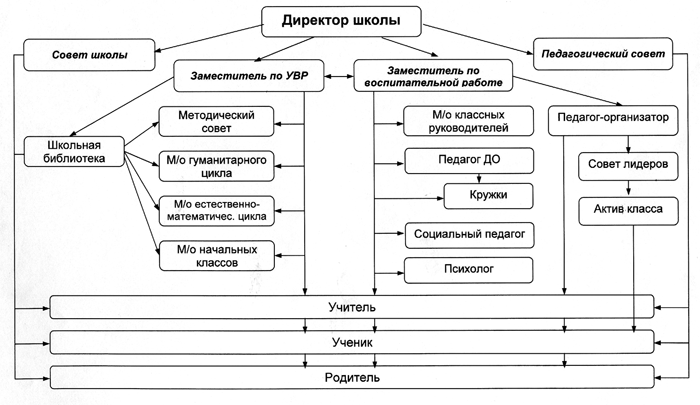 Директор школы
Совет школы
Педагогический совет
Заместитель по УВР
Заместитель по
воспитательной работе
Методический
совет
М/о классных
руководителей
Педагог-организатор
Школьная
библиотека
М/о гуманитарного
цикла
Педагог ДО
Совет лидеров
Кружки
М/о естественно-
математичес. цикла
Актив класса
Социальный педагог
М/о начальных
классов
Психолог
Учитель
Ученик
Родитель